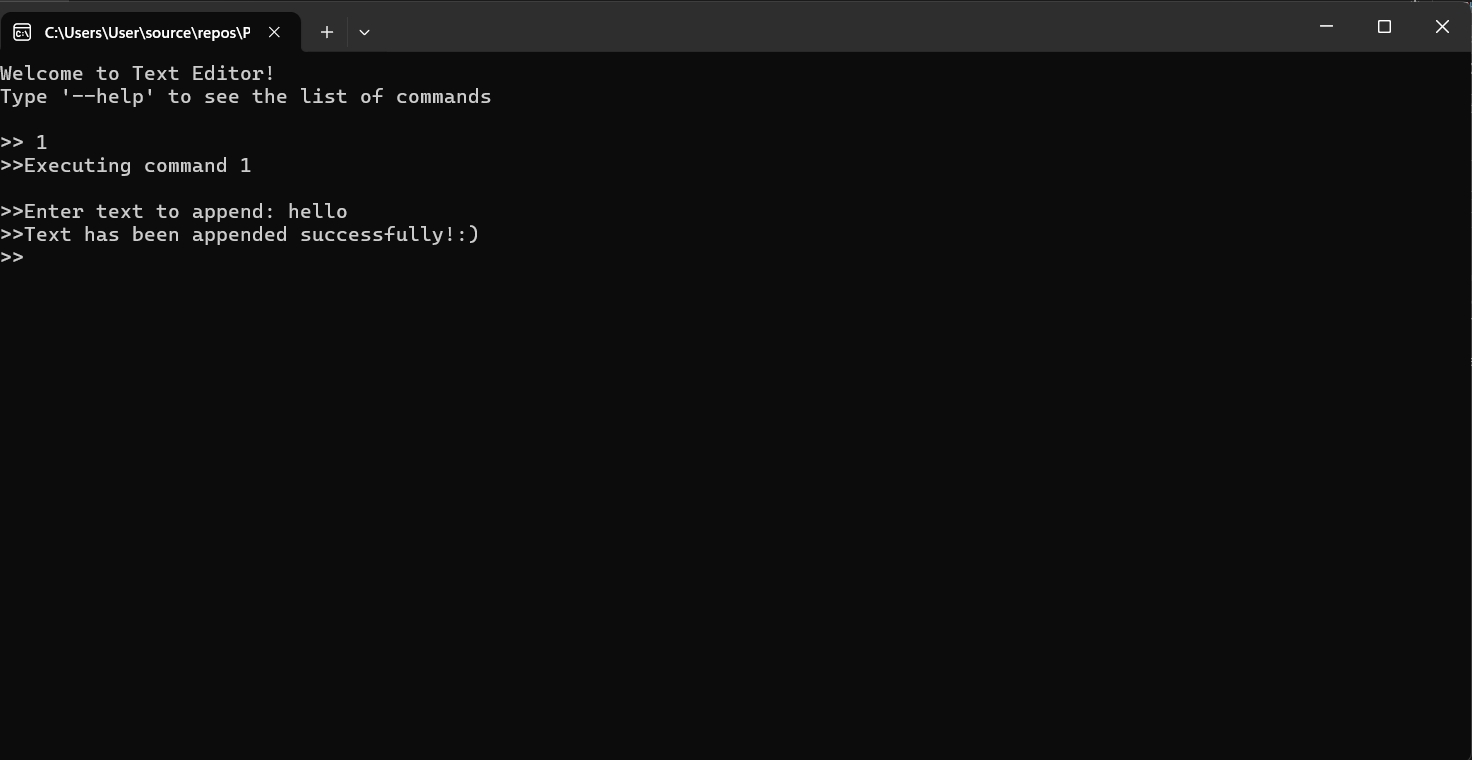 C:\Users\User\source\repos\P
Welcome to Text Editor!
Type '--help' to see the list of commands
>> 1
>>Executing command 1
>>Enter text to append: hello
>>Text has been appended successfully!:)
>>